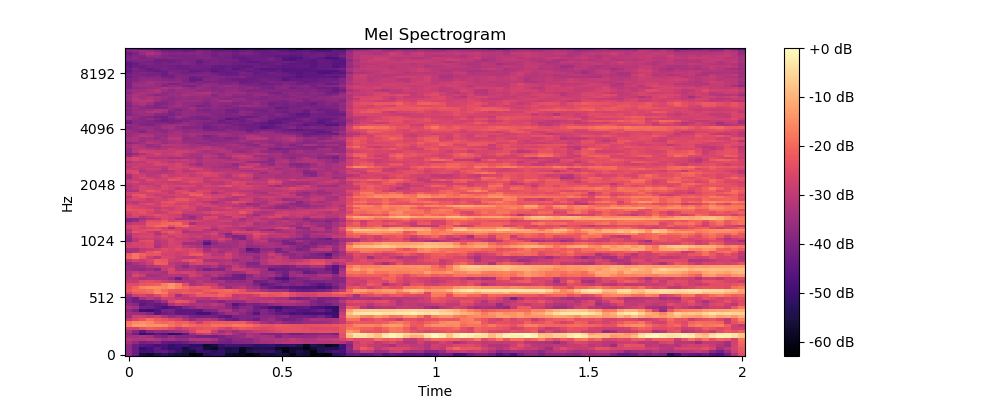 Mel Spectrogram
Hz
8192
4096
2048
1024
512
0
0 0.5 1 1.5 2
Time
+0 dB
-10 dB
-20 dB
-30 dB
-40 dB
-50 dB
-60 dB